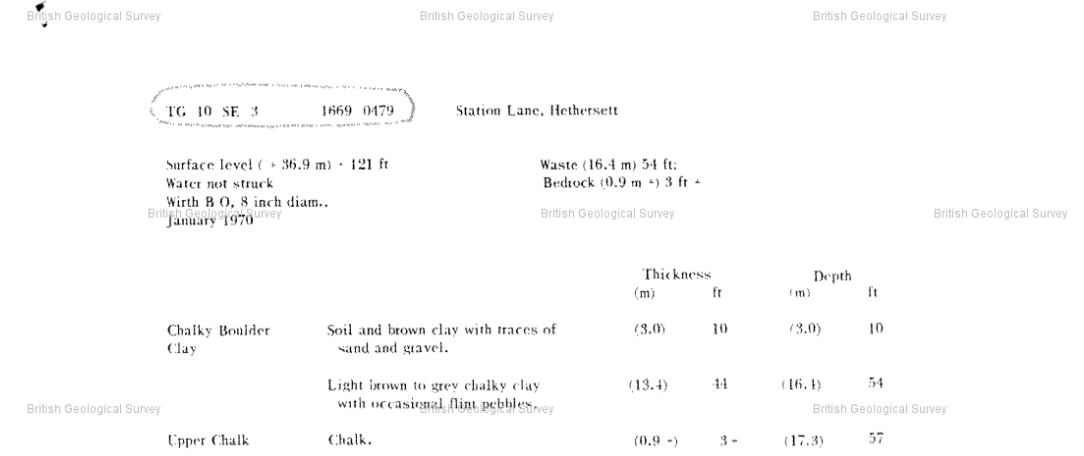 British Geological Survey British Geological Survey British Geological Survey
TG 10 SE 3 1669 0479 Station Lane, Hethersett
Surface level ( + 36.9 m) + 121 ft Waste (16.4 m) 54 ft:
Water not struck Bedrock (0.9 m +) 3 ft +
Wirth B O, 8 inch diam..
British Geological Survey British Geological Survey British Geological Survey
January 1970
Thickness Depth
(m) ft (m) ft
Chalky Boulder Soil and brown clay with traces of (3.0) 10 (3.0) 10
Clay sand and gravel.
Light brown to grey chalky clay (13.4) 44 (16.4) 54
with occasional flint pebbles.
British Geological Survey British Geological Survey British Geological Survey
Upper Chalk Chalk. (0.9 +) 3 + (17.3) 57